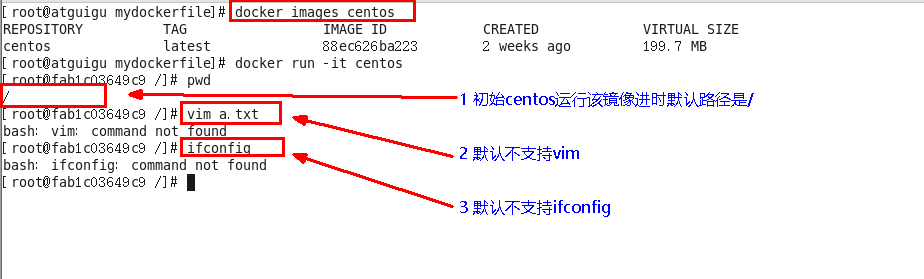 [ root@atguigu mydockerfile]# docker images centos
REPOSITORY TAG IMAGE ID CREATED VIRTUAL SIZE
centos latest 88ec626ba223 2 weeks ago 199.7 MB
[ root@atguigu mydockerfile]# docker run -it centos
[ root@fab1c03649c9 /]# pwd
/
1 初始centos运行该镜像进时默认路径是/
[ root@fab1c03649c9 /]# vim a.txt
bash: vim: command not found
2 默认不支持vim
[ root@fab1c03649c9 /]# ifconfig
bash: ifconfig: command not found
[ root@fab1c03649c9 /]#
3 默认不支持ifconfig